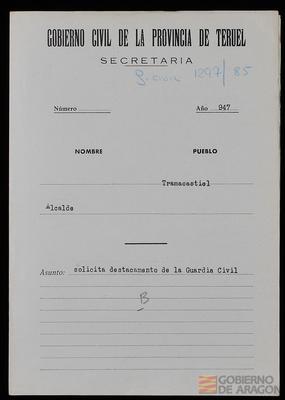 GOBIERNO CIVIL DE LA PROVINCIA DE TERUEL
SECRETARIA
G. Civil 1297/85
Número
Año 947
NOMBRE PUEBLO
Tramacastiel
Alcalde
Asunto: solicita destacamento de la Guardia Civil
B
GOBIERNO
DE ARAGON